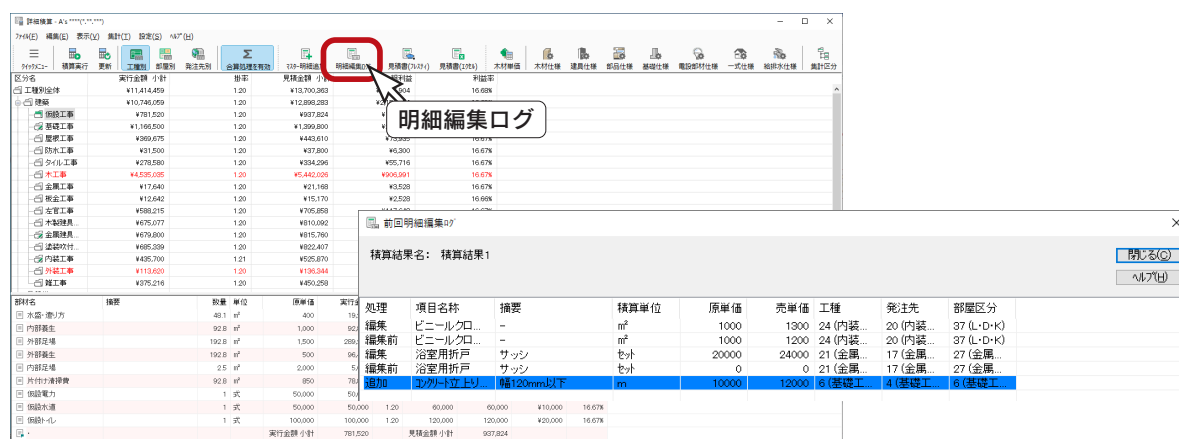 詳細積算 - A's ****(*,**,***)
ﾌｧｲﾙ(F) 編集(E) 表示(V) 集計(T) 設定(S) ﾍﾙﾌﾟ(H)
ｸｲｯｸﾒﾆｭｰ 積算実行 更新 工種別 部屋別 発注先別 合算処理を有効 ﾏｽﾀｰ明細追加 明細編集ﾛｸﾞ 見積書(ﾌﾚｽﾃｨ) 見積書(ｴｸｾﾙ) 木材単価 木材仕様 建具仕様 部品仕様 基礎仕様 電設部材仕様 一式仕様 給排水仕様 集計区分
区分名 実行金額 小計 掛率 見積金額 小計 粗利益 利益率
工種別全体 ¥11,414,459 1.20 ¥13,700,363 904 16.68%
建築 ¥10,746,059 1.20 ¥12,898,283
仮設工事 ¥781,520 1.20 ¥937,824
基礎工事 ¥1,166,500 1.20 ¥1,399,800
屋根工事 ¥369,675 1.20 ¥443,610 ¥73,935 16.67%
防水工事 ¥31,500 1.20 ¥37,800 ¥6,300 16.67%
タイル工事 ¥278,580 1.20 ¥334,296 ¥55,716 16.67%
木工事 ¥4,535,035 1.20 ¥5,442,026 ¥906,991 16.67%
金属工事 ¥17,640 1.20 ¥21,168 ¥3,528 16.67%
板金工事 ¥12,642 1.20 ¥15,170 ¥2,528 16.66%
左官工事 ¥588,215 1.20 ¥705,858
木製建具... ¥675,077 1.20 ¥810,092
金属建具... ¥679,800 1.20 ¥815,760
塗装吹付... ¥685,339 1.20 ¥822,407
内装工事 ¥435,700 1.21 ¥525,870
外装工事 ¥113,620 1.20 ¥136,344
雑工事 ¥375,216 1.20 ¥450,258
明細編集ログ
部材名 摘要 数量 単位 原単価 実行金
水盛・遣り方 48.1 m² 400 19,
内部養生 92.8 m² 1,000 92,
外部足場 192.8 m² 1,500 289,
外部養生 192.8 m² 500 96,
内部足場 2.5 m² 2,000 5,
片付け清掃費 92.8 m² 850 78,
仮設電力 1 式 50,000 50,
仮設水道 1 式 50,000 50,000 1.20 60,000 60,000 ¥10,000 16.67%
仮設トイレ 1 式 100,000 100,000 1.20 120,000 120,000 ¥20,000 16.67%
実行金額 小計 781,520 見積金額 小計 937,824
前回明細編集ﾛｸﾞ
積算結果名： 積算結果1
閉じる(C)
ﾍﾙﾌﾟ(H)
処理 項目名称 摘要 積算単位 原単価 売単価 工種 発注先 部屋区分
編集 ビニールクロ... − ㎡ 1000 1300 24 (内装... 20 (内装... 37 (L・D・K)
編集前 ビニールクロ... − ㎡ 1000 1200 24 (内装... 20 (内装... 37 (L・D・K)
編集 浴室用折戸 サッシ ｾｯﾄ 20000 24000 21 (金属... 17 (金属... 27 (金属...
編集前 浴室用折戸 サッシ ｾｯﾄ 0 0 21 (金属... 17 (金属... 27 (金属...
追加 ｺﾝｸﾘｰﾄ立上り... 幅120mm以下 m 10000 12000 6 (基礎工... 4 (基礎工... 6 (基礎工...